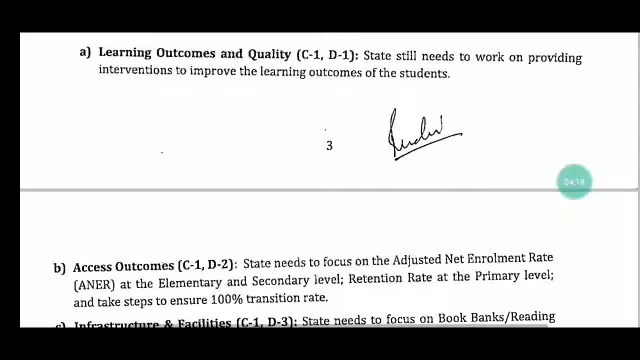 a) Learning Outcomes and Quality (C-1, D-1): State still needs to work on providing
interventions to improve the learning outcomes of the students.
3
04:18
b) Access Outcomes (C-1, D-2): State needs to focus on the Adjusted Net Enrolment Rate
(ANER) at the Elementary and Secondary level; Retention Rate at the Primary level;
and take steps to ensure 100% transition rate.
c) Infrastructure & Facilities (C-1, D-3): State needs to focus on Book Banks/Reading